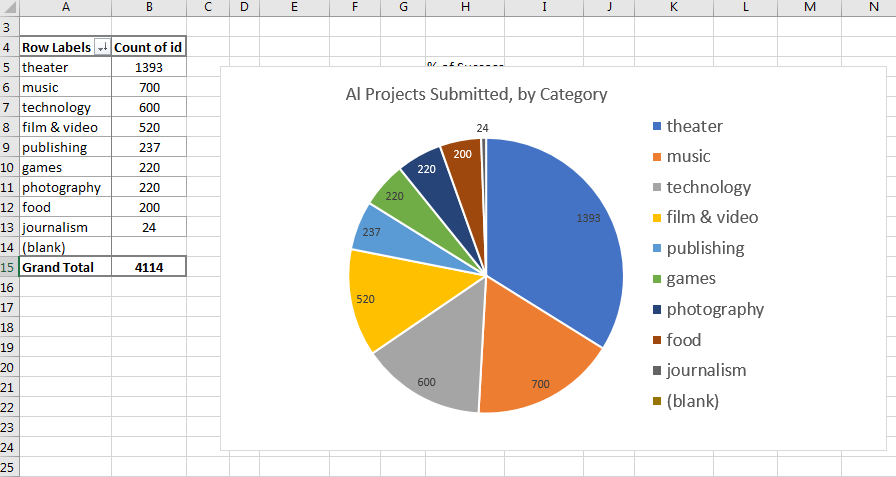 A B C D E F G H I J K L M N
3
4 Row Labels Count of id
5 theater 1393
6 music 700
7 technology 600
8 film & video 520
9 publishing 237
10 games 220
11 photography 220
12 food 200
13 journalism 24
14 (blank)
15 Grand Total 4114
16
17
18
19
20
21
22
23
24
25
% of Success
Al Projects Submitted, by Category
24
200
220
220
237
520
600
700
1393
theater
music
technology
film & video
publishing
games
photography
food
journalism
(blank)